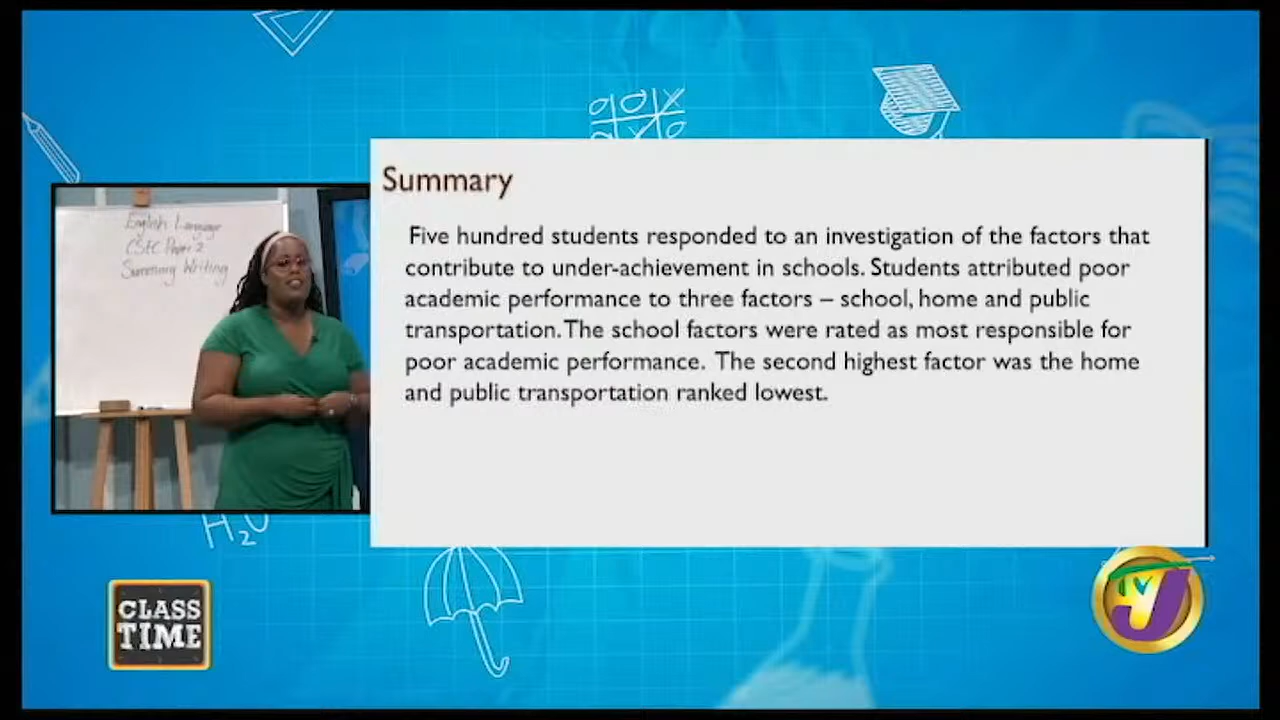 Summary
Five hundred students responded to an investigation of the factors that
contribute to under-achievement in schools. Students attributed poor
academic performance to three factors – school, home and public
transportation. The school factors were rated as most responsible for
poor academic performance. The second highest factor was the home
and public transportation ranked lowest.
English Language
CSEC Paper 2
Summary Writing
H₂O
CLASS
TIME
TVJ